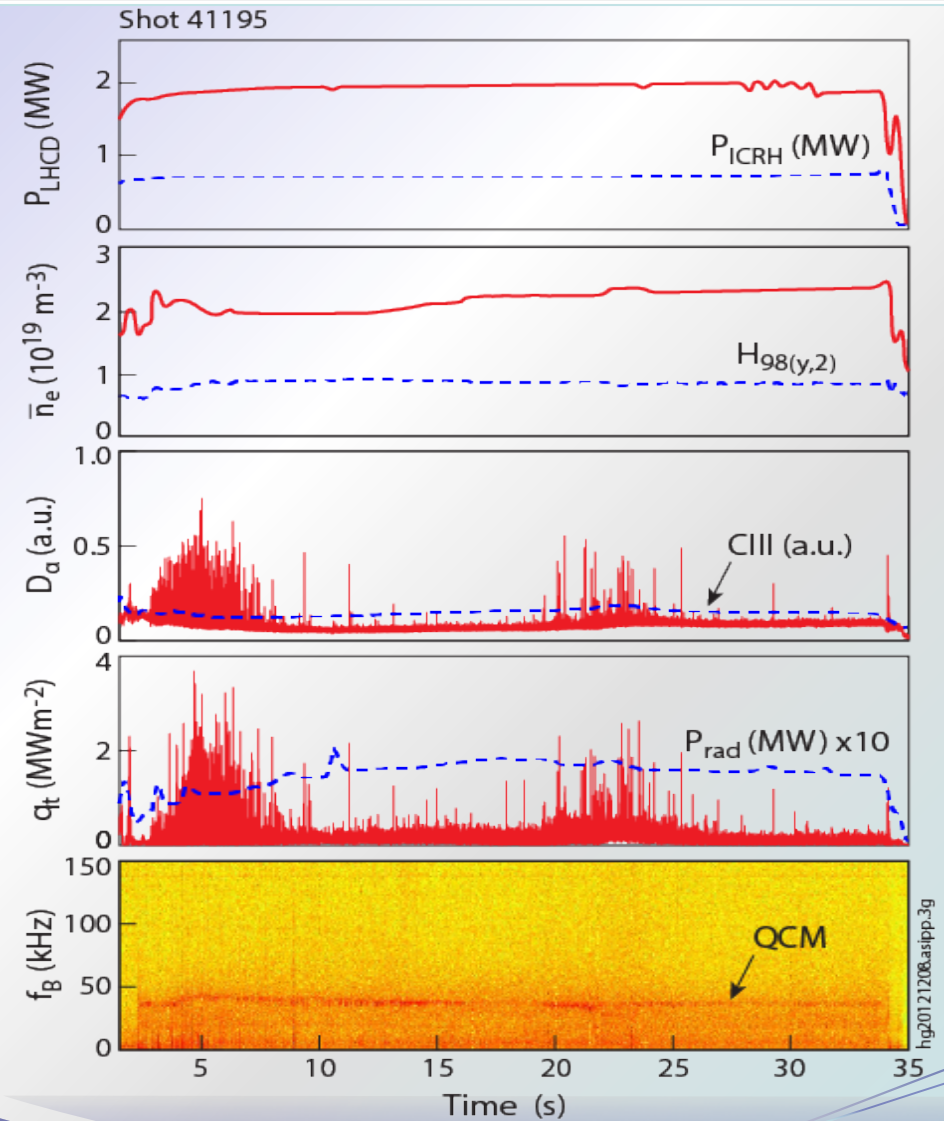 Shot 41195
P_LHCD (MW)
2
1
0
P_ICRH (MW)
n̄_e (10^19 m^-3)
3
2
1
0
H_98(y,2)
D_α (a.u.)
1.0
0.5
0
CIII (a.u.)
q_t (MWm^-2)
4
2
0
P_rad (MW) x10
f_B (kHz)
150
100
50
0
QCM
5 10 15 20 25 30 35
Time (s)
hg20121208.asipp.3g